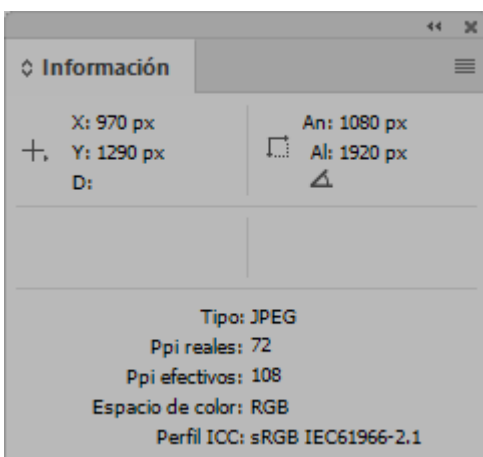 Información
X: 970 px
Y: 1290 px
D:
An: 1080 px
Al: 1920 px
Tipo: JPEG
Ppi reales: 72
Ppi efectivos: 108
Espacio de color: RGB
Perfil ICC: sRGB IEC61966-2.1